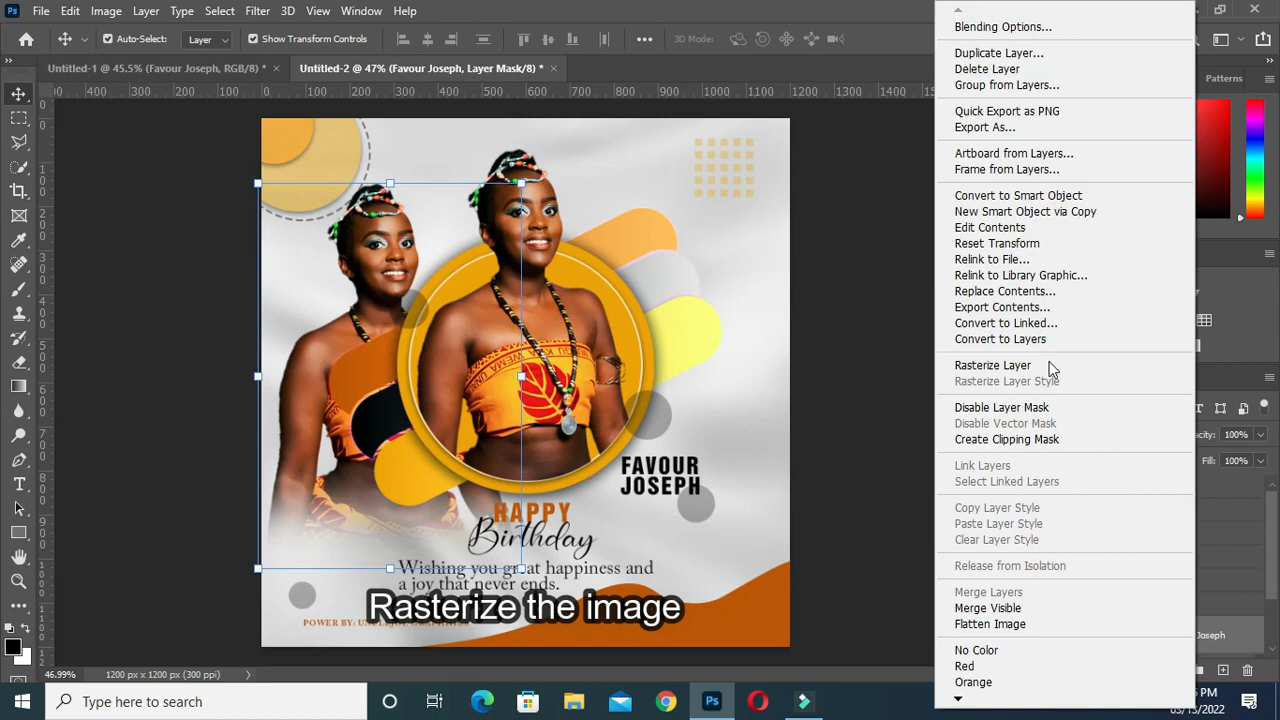 File Edit Image Layer Type Select Filter 3D View Window Help
Auto-Select: Layer Show Transform Controls 3D Mode:
Untitled-1 @ 45.5% (Favour Joseph, RGB/8) * Untitled-2 @ 47% (Favour Joseph, Layer Mask/8) *
Patterns
FAVOUR
JOSEPH
HAPPY
Birthday
Wishing you great happiness and
a joy that never ends.
Rasterize the image
POWER BY:
46.99% 1200 px x 1200 px (300 ppi)
Type here to search
Blending Options...
Duplicate Layer...
Delete Layer
Group from Layers...
Quick Export as PNG
Export As...
Artboard from Layers...
Frame from Layers...
Convert to Smart Object
New Smart Object via Copy
Edit Contents
Reset Transform
Relink to File...
Relink to Library Graphic...
Replace Contents...
Export Contents...
Convert to Linked...
Convert to Layers
Rasterize Layer
Rasterize Layer Style
Disable Layer Mask
Disable Vector Mask
Create Clipping Mask
Link Layers
Select Linked Layers
Copy Layer Style
Paste Layer Style
Clear Layer Style
Release from Isolation
Merge Layers
Merge Visible
Flatten Image
No Color
Red
Orange
100%
Fill: 100%
Joseph
PM